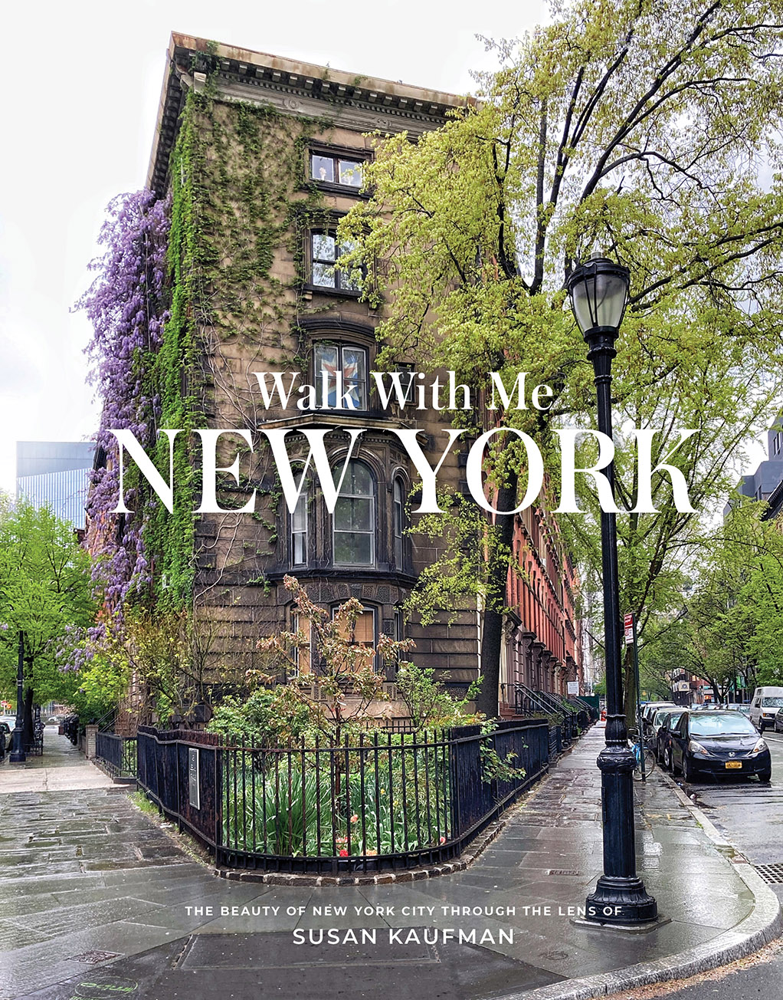 Walk With Me
NEW YORK
THE BEAUTY OF NEW YORK CITY THROUGH THE LENS OF
SUSAN KAUFMAN